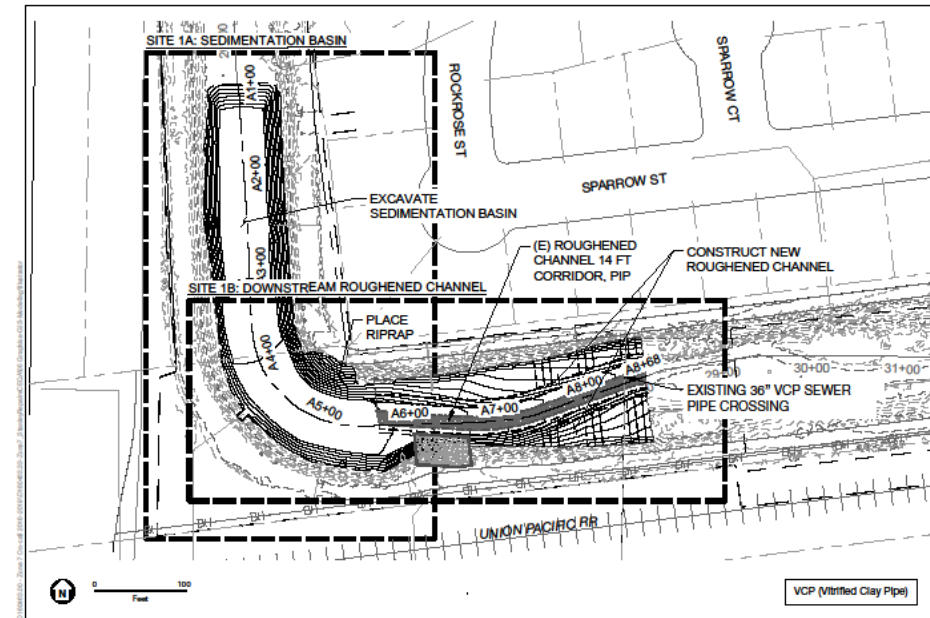 SITE 1A: SEDIMENTATION BASIN
A1+00
ROCKROSE ST
SPARROW CT
A2+00
SPARROW ST
EXCAVATE
SEDIMENTATION BASIN
(E) ROUGHENED
CHANNEL 14 FT
CORRIDOR, PIP
CONSTRUCT NEW
ROUGHENED CHANNEL
A3+00
SITE 1B: DOWNSTREAM ROUGHENED CHANNEL
PLACE
RIPRAP
A4+00
A5+00
A6+00
A7+00
A8+00
A8+68
30+00
31+00
EXISTING 36" VCP SEWER
PIPE CROSSING
UNION PACIFIC RR
N
0 100
Feet
VCP (Vitrified Clay Pipe)